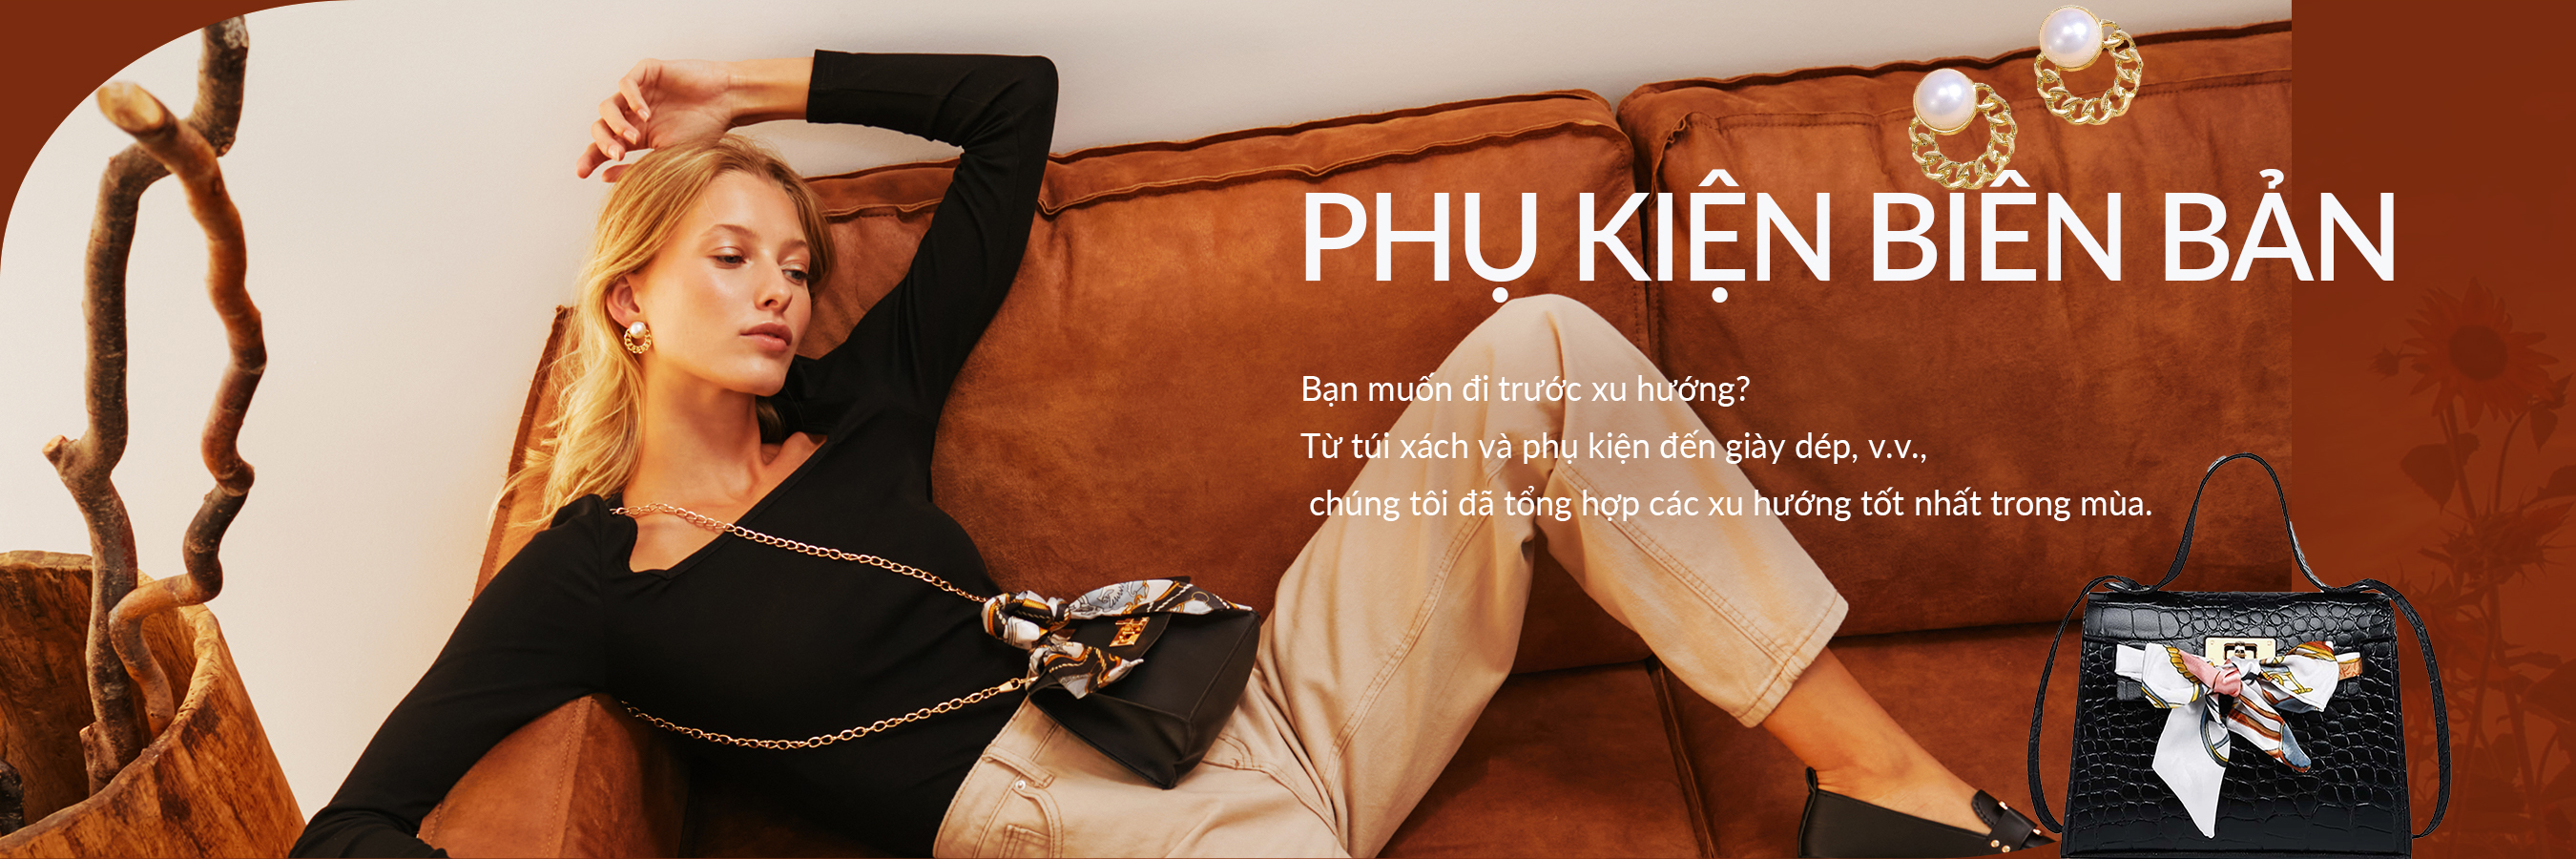 PHỤ KIỆN BIÊN BẢN
Bạn muốn đi trước xu hướng?
Từ túi xách và phụ kiện đến giày dép, v.v.,
chúng tôi đã tổng hợp các xu hướng tốt nhất trong mùa.